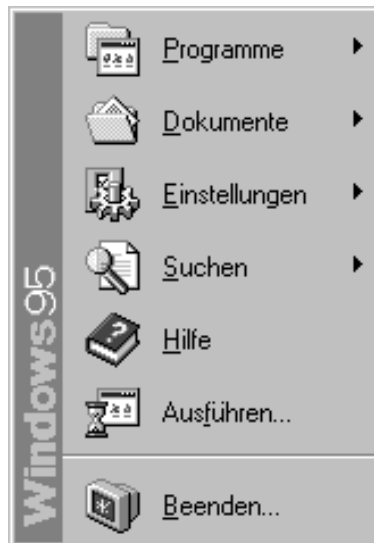 Programme
Dokumente
Einstellungen
Suchen
Hilfe
Ausführen...
Beenden...
Windows95